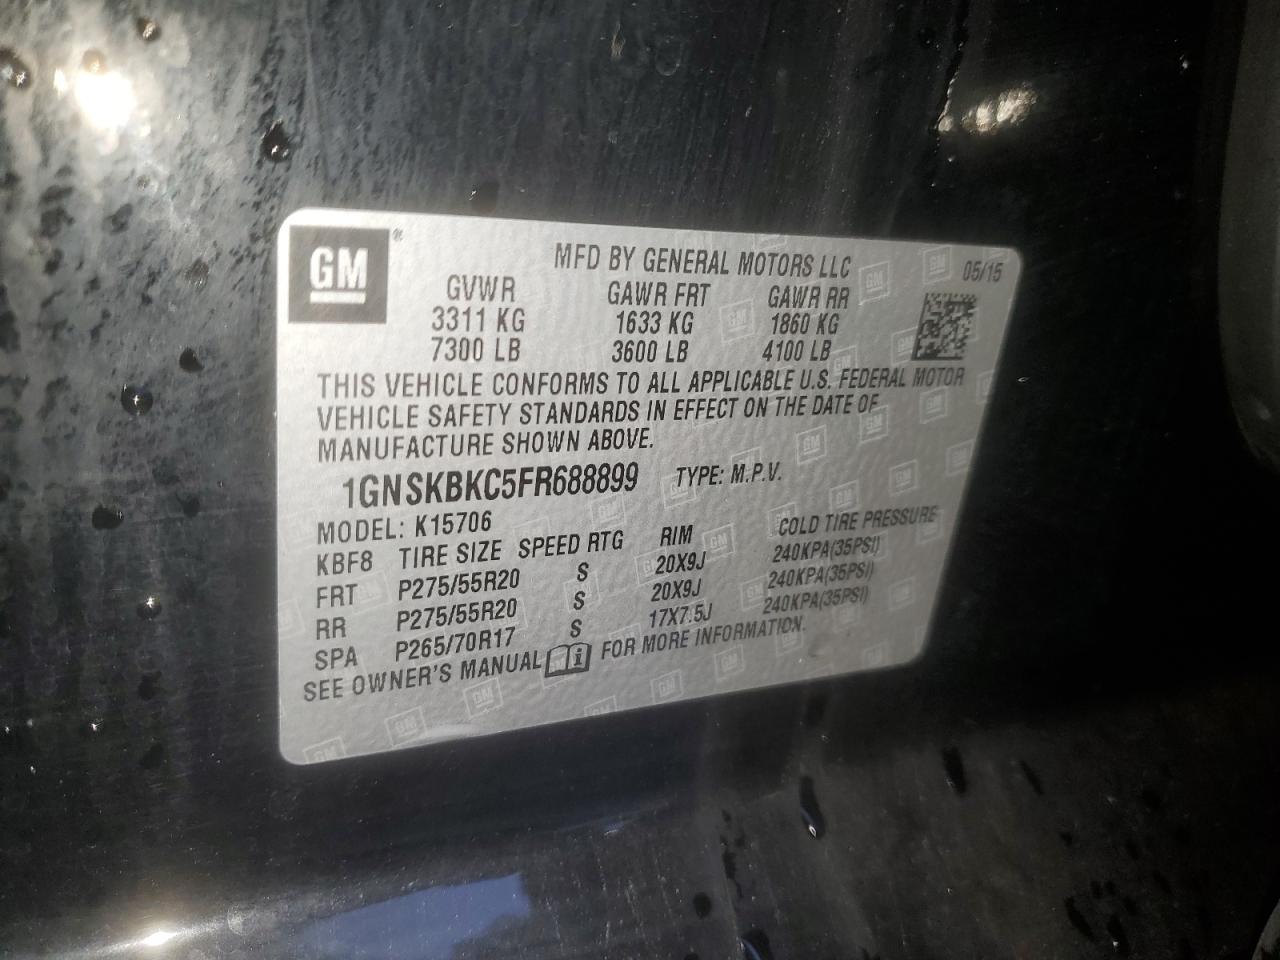 GM®
MFD BY GENERAL MOTORS LLC
05/15
GVWR GAWR FRT GAWR RR
3311 KG 1633 KG 1860 KG
7300 LB 3600 LB 4100 LB
THIS VEHICLE CONFORMS TO ALL APPLICABLE U.S. FEDERAL MOTOR
VEHICLE SAFETY STANDARDS IN EFFECT ON THE DATE OF
MANUFACTURE SHOWN ABOVE.
1GNSKBKC5FR688899 TYPE: M.P.V.
MODEL: K15706
KBF8 TIRE SIZE SPEED RTG RIM COLD TIRE PRESSURE
FRT P275/55R20 S 20X9J 240KPA(35PSI)
RR P275/55R20 S 20X9J 240KPA(35PSI)
SPA P265/70R17 S 17X7.5J 240KPA(35PSI)
SEE OWNER'S MANUAL i FOR MORE INFORMATION.